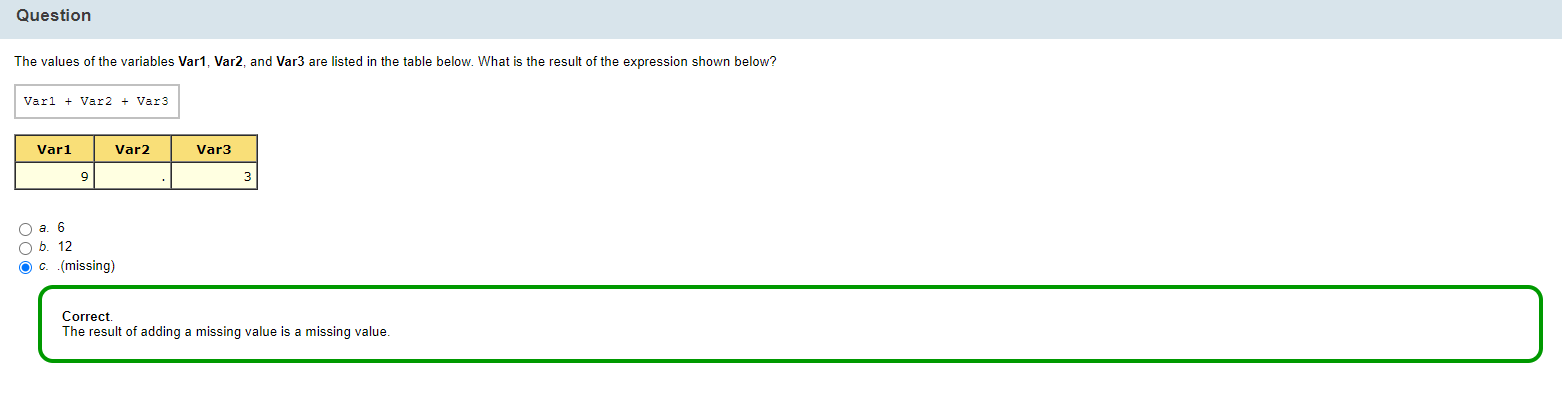 Question
The values of the variables Var1, Var2, and Var3 are listed in the table below. What is the result of the expression shown below?
Var1 + Var2 + Var3
Var1 Var2 Var3
9 . 3
a. 6
b. 12
c. .(missing)
Correct.
The result of adding a missing value is a missing value.